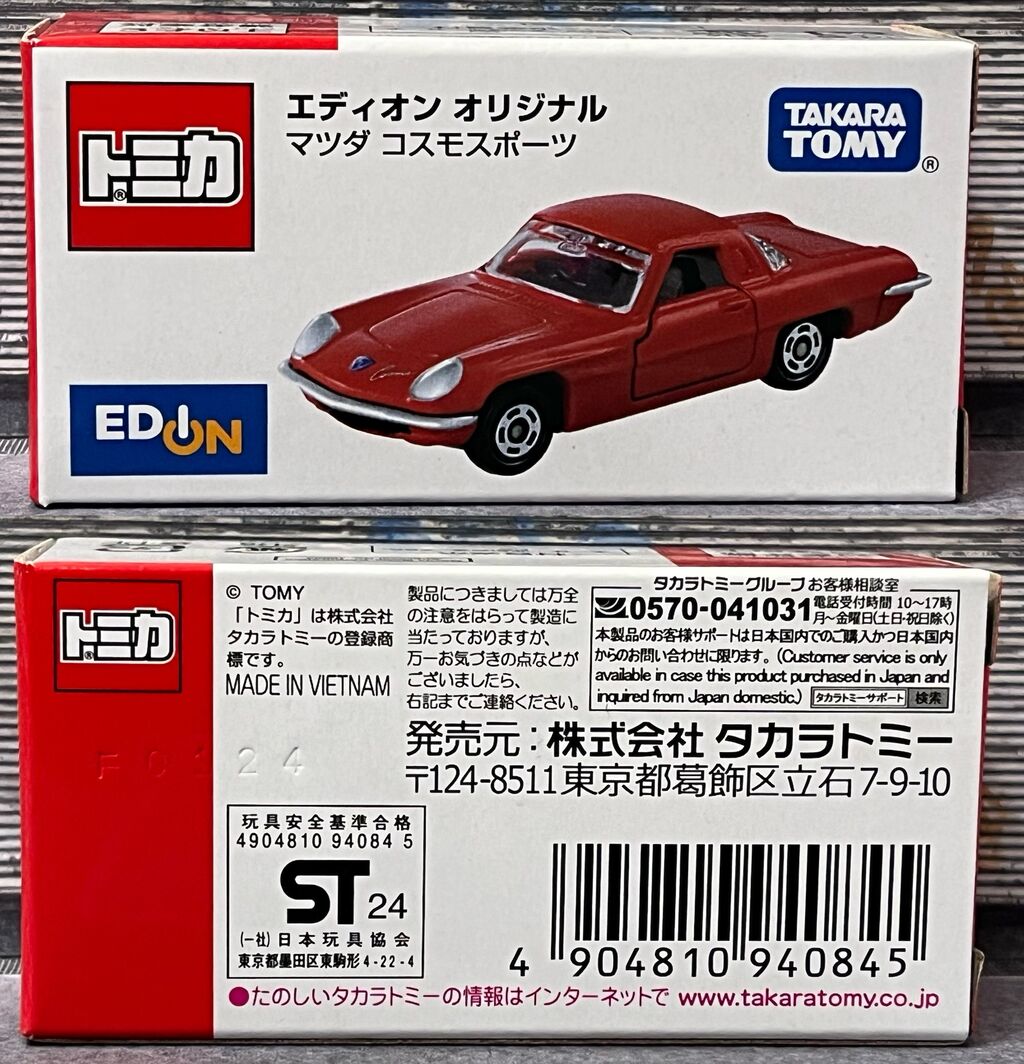 エディオン オリジナル
マツダ コスモスポーツ
トミカ
®
TAKARA
TOMY
®
EDION
トミカ
®
© TOMY
「トミカ」は株式会社
タカラトミーの登録商
標です。
MADE IN VIETNAM
製品につきましては万全
の注意をはらって製造に
当たっておりますが、
万一お気づきの点などが
ございましたら、
右記までご連絡ください。
タカラトミーグループ お客様相談室
0570-041031 電話受付時間 10〜17時
月〜金曜日(土日・祝日除く)
本製品のお客様サポートは日本国内でのご購入かつ日本国内
からのお問い合わせに限ります。(Customer service is only
available in case this product purchased in Japan and
inquired from Japan domestic.) タカラトミーサポート 検索
発売元:株式会社 タカラトミー
〒124-8511 東京都葛飾区立石7-9-10
玩具安全基準合格
4904810 94084 5
ST 24
(一社)日本玩具協会
東京都墨田区東駒形4-22-4
4 904810 940845
●たのしいタカラトミーの情報はインターネットで www.takaratomy.co.jp